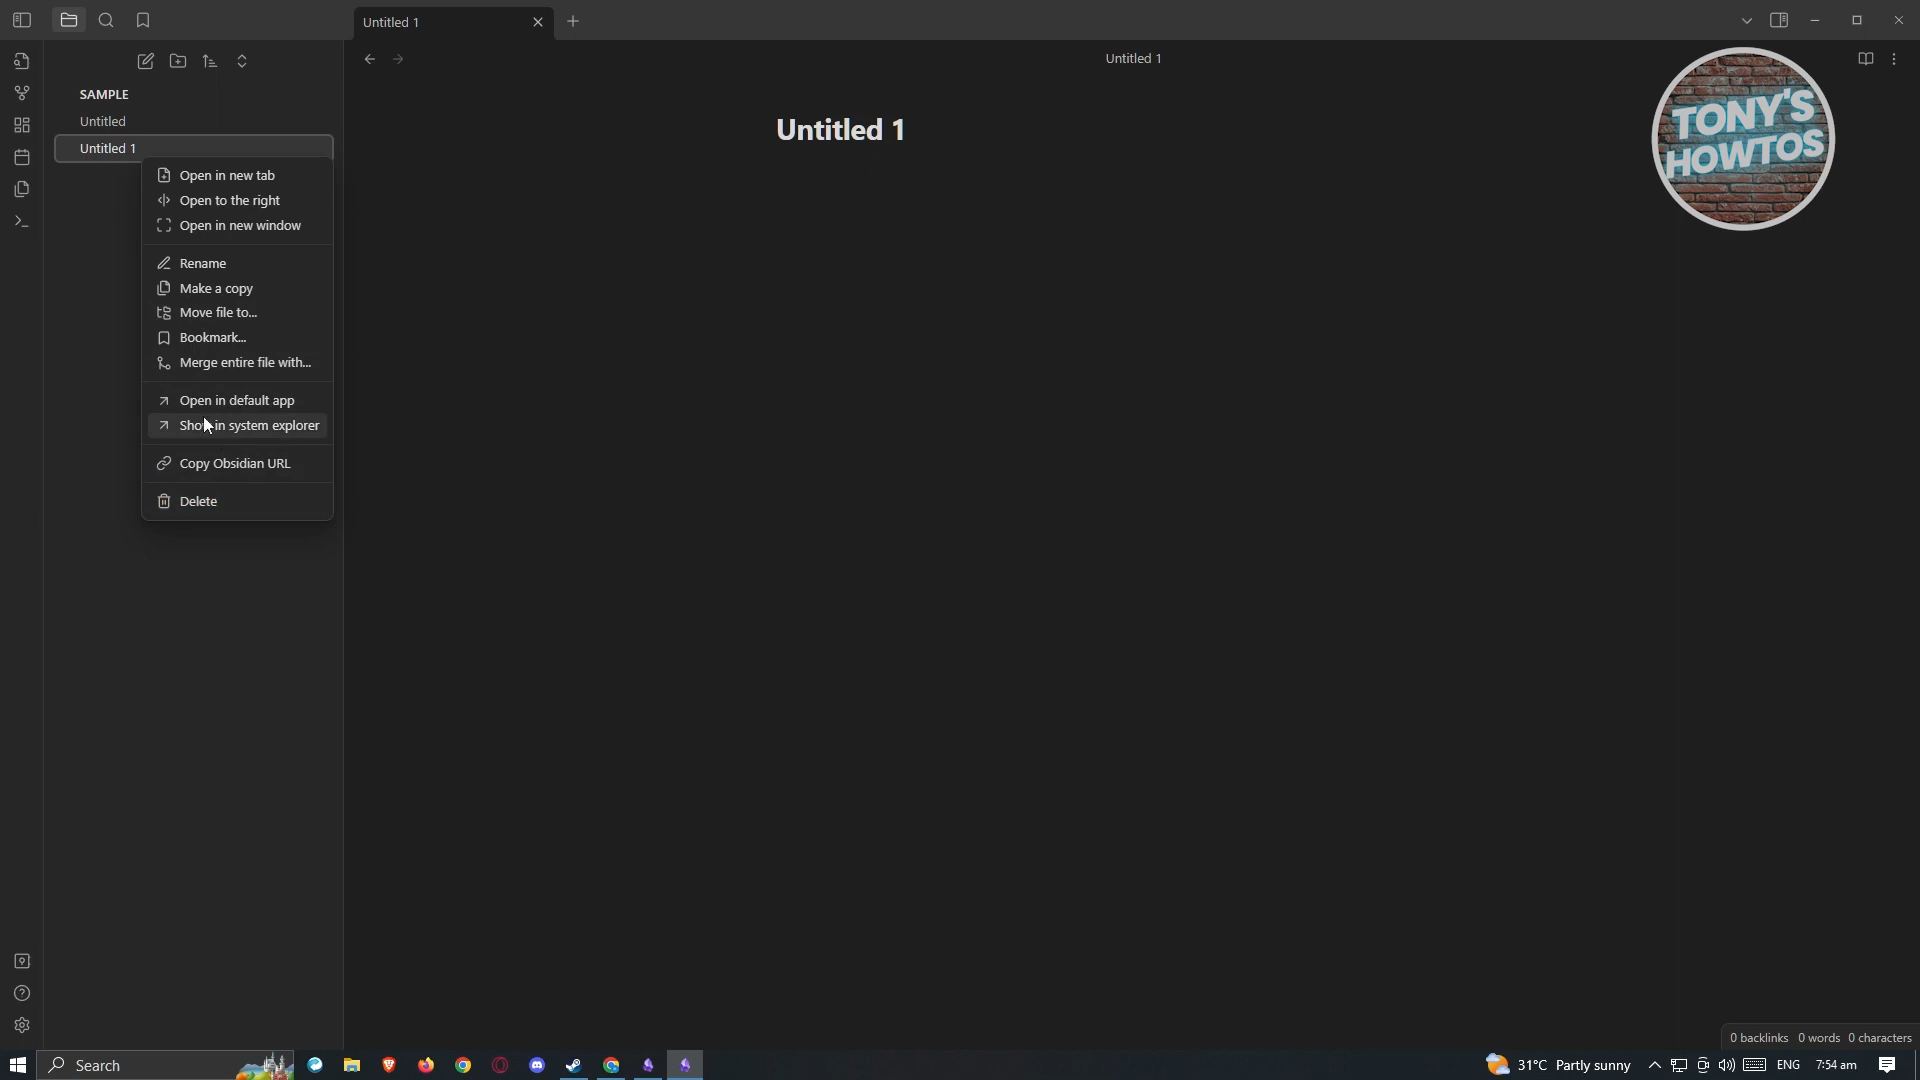 Untitled 1
Untitled 1
SAMPLE
Untitled
Untitled 1
Untitled 1
TONY'S
HOWTOS
Open in new tab
Open to the right
Open in new window
Rename
Make a copy
Move file to...
Bookmark...
Merge entire file with...
Open in default app
Show in system explorer
Copy Obsidian URL
Delete
0 backlinks 0 words 0 characters
Search
31°C Partly sunny
ENG
7:54 am